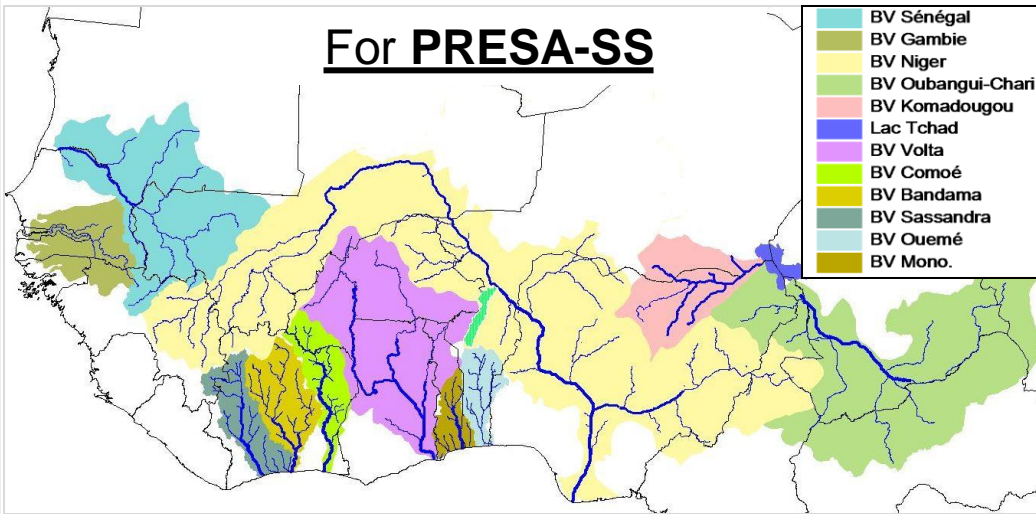 For PRESA-SS
BV Sénégal
BV Gambie
BV Niger
BV Oubangui-Chari
BV Komadougou
Lac Tchad
BV Volta
BV Comoé
BV Bandama
BV Sassandra
BV Ouemé
BV Mono.